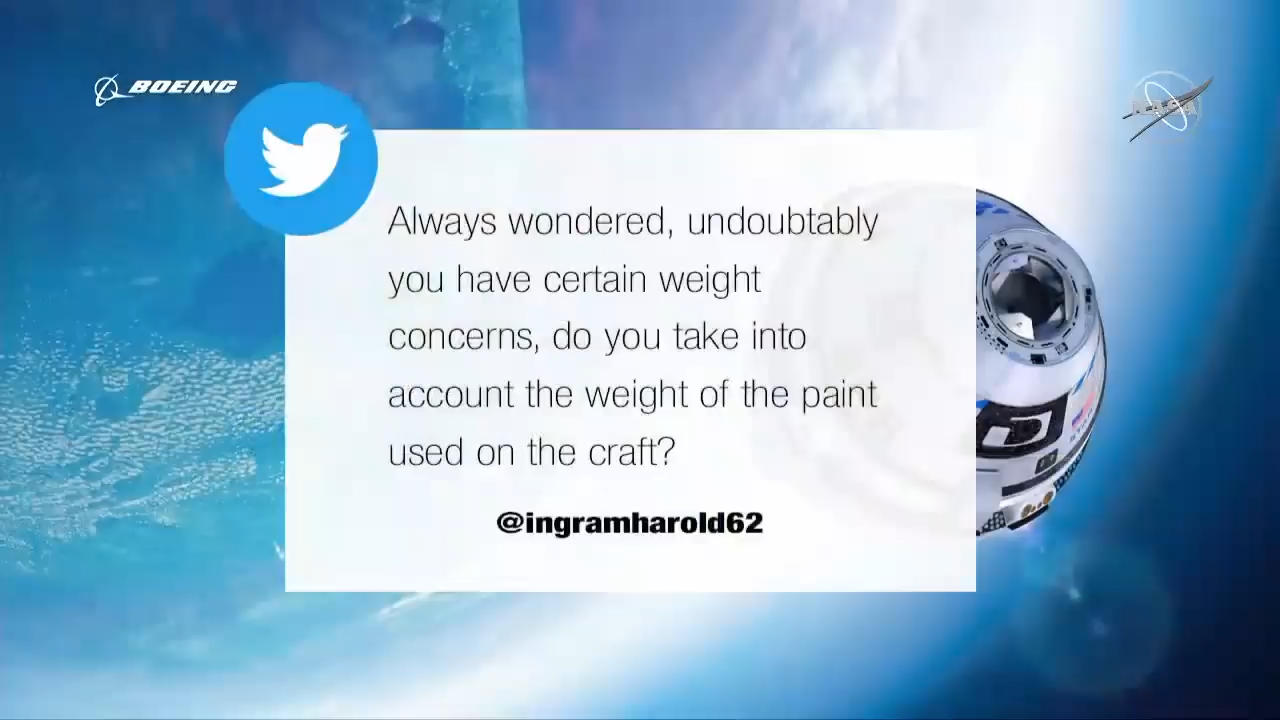 BOEING
NASA
Always wondered, undoubtably
you have certain weight
concerns, do you take into
account the weight of the paint
used on the craft?
@ingramharold62